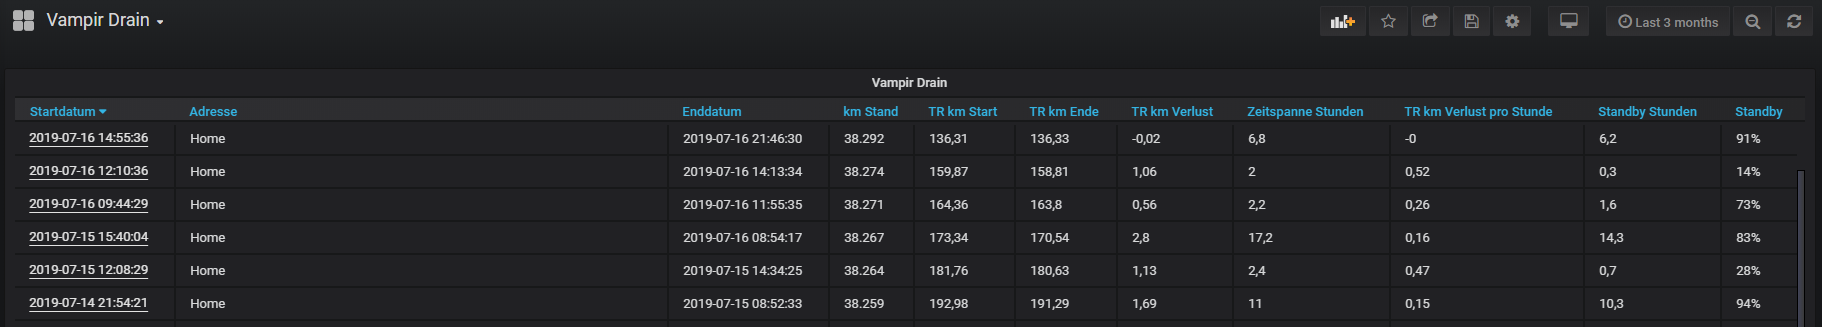 Vampir Drain
Last 3 months
Vampir Drain
Startdatum Adresse Enddatum km Stand TR km Start TR km Ende TR km Verlust Zeitspanne Stunden TR km Verlust pro Stunde Standby Stunden Standby
2019-07-16 14:55:36 Home 2019-07-16 21:46:30 38.292 136,31 136,33 -0,02 6,8 -0 6,2 91%
2019-07-16 12:10:36 Home 2019-07-16 14:13:34 38.274 159,87 158,81 1,06 2 0,52 0,3 14%
2019-07-16 09:44:29 Home 2019-07-16 11:55:35 38.271 164,36 163,8 0,56 2,2 0,26 1,6 73%
2019-07-15 15:40:04 Home 2019-07-16 08:54:17 38.267 173,34 170,54 2,8 17,2 0,16 14,3 83%
2019-07-15 12:08:29 Home 2019-07-15 14:34:25 38.264 181,76 180,63 1,13 2,4 0,47 0,7 28%
2019-07-14 21:54:21 Home 2019-07-15 08:52:33 38.259 192,98 191,29 1,69 11 0,15 10,3 94%